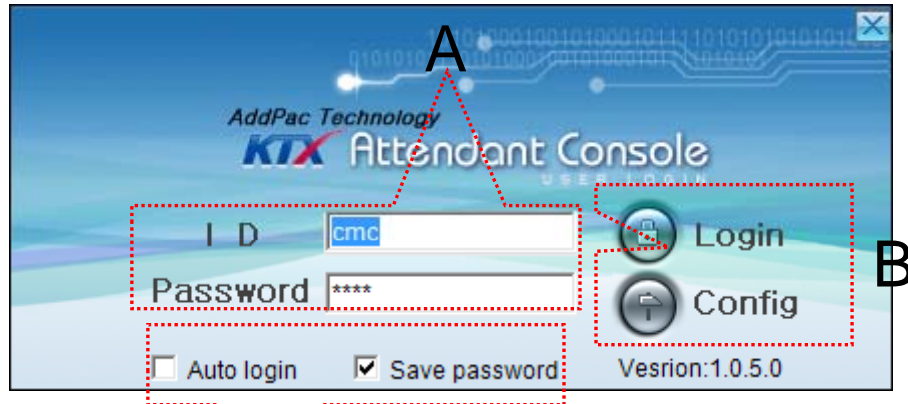 A
AddPac Technology
KTX Attendant Console
USER LOGIN
I D cmc
Login
B
Password ****
Config
Auto login
Save password
Vesrion:1.0.5.0